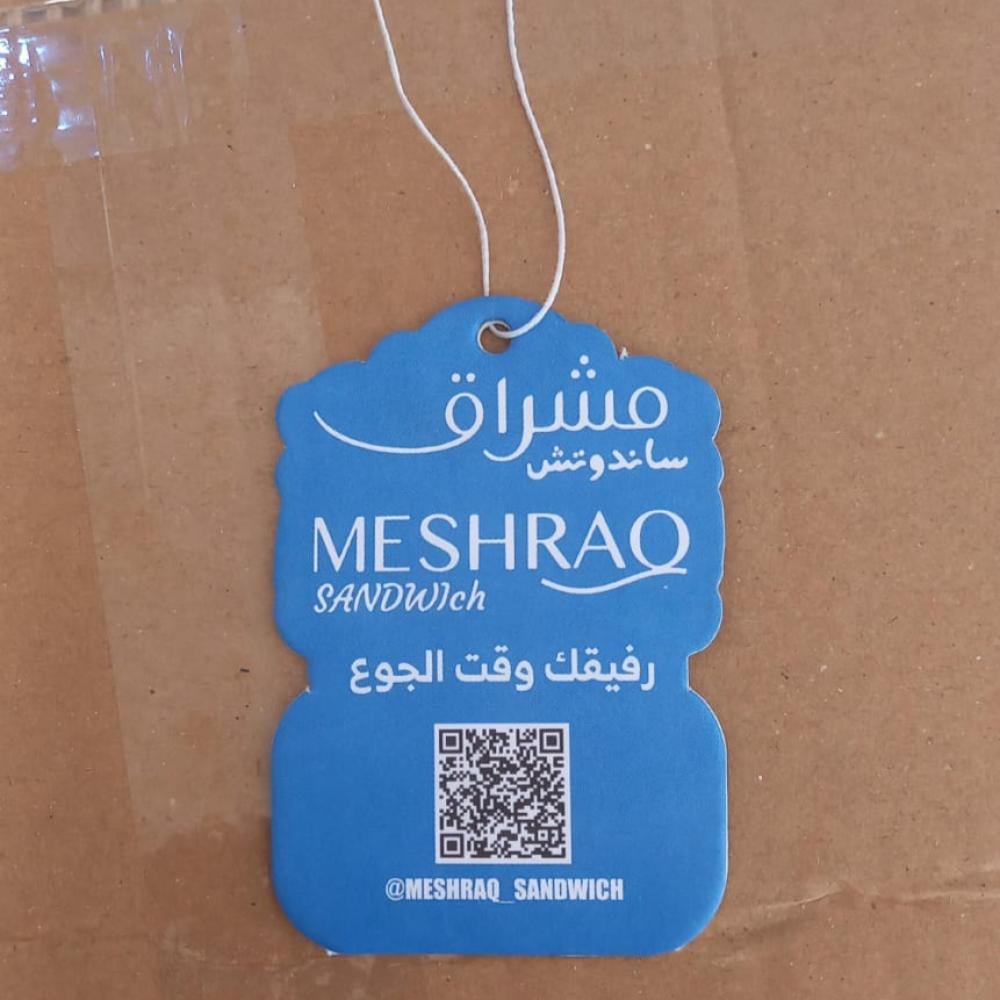 مشراق
ساندوتش
MESHRAQ
SANDWIch
رفيقك وقت الجوع
@MESHRAQ_SANDWICH